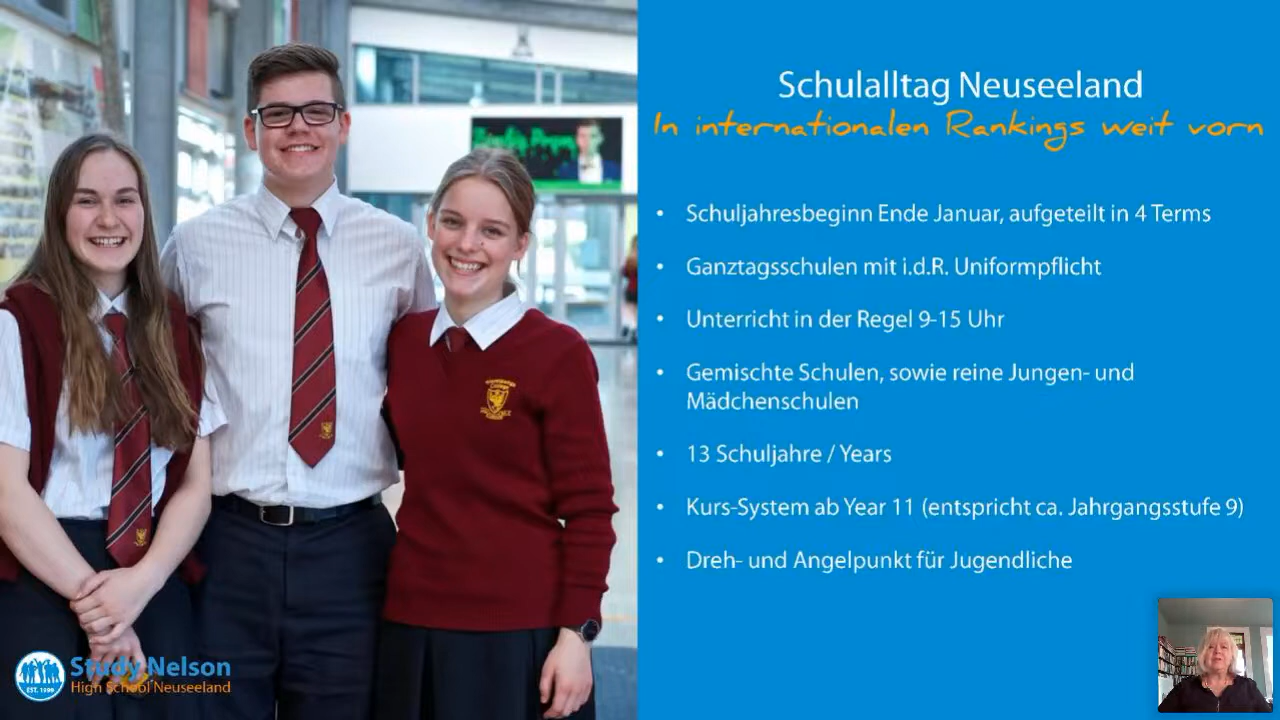 Schulalltag Neuseeland
In internationalen Rankings weit vorn
• Schuljahresbeginn Ende Januar, aufgeteilt in 4 Terms
• Ganztagsschulen mit i.d.R. Uniformpflicht
• Unterricht in der Regel 9-15 Uhr
• Gemischte Schulen, sowie reine Jungen- und
Mädchenschulen
• 13 Schuljahre / Years
• Kurs-System ab Year 11 (entspricht ca. Jahrgangsstufe 9)
• Dreh- und Angelpunkt für Jugendliche
Study Nelson
High School Neuseeland
EST. 1999